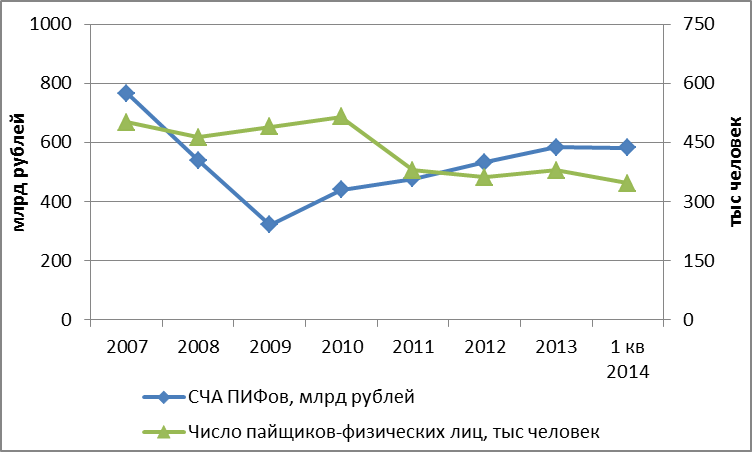 1000
800
600
400
200
0
млрд рублей
750
600
450
300
150
0
тыс человек
2007 2008 2009 2010 2011 2012 2013 1 кв
2014
СЧА ПИФов, млрд рублей
Число пайщиков-физических лиц, тыс человек